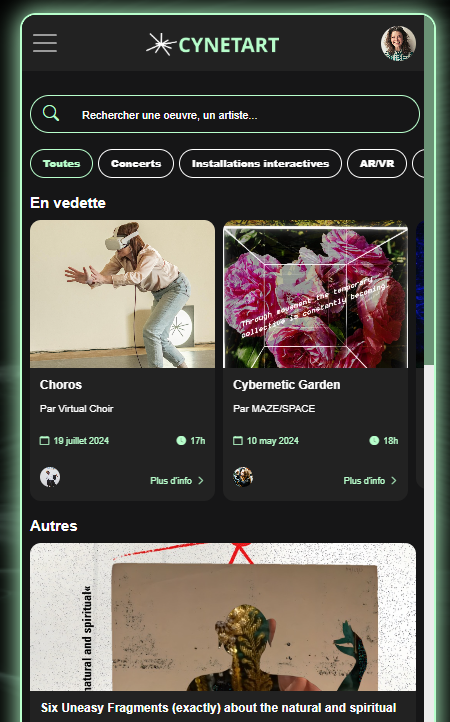 CYNETART
Rechercher une oeuvre, un artiste...
Toutes
Concerts
Installations interactives
AR/VR
En vedette
Through movement the temporary
collective is constantly becoming.
Choros
Par Virtual Choir
19 juillet 2024
17h
Plus d'info
Cybernetic Garden
Par MAZE/SPACE
10 may 2024
18h
Plus d'info
Autres
natural and spiritual«
Six Uneasy Fragments (exactly) about the natural and spiritual